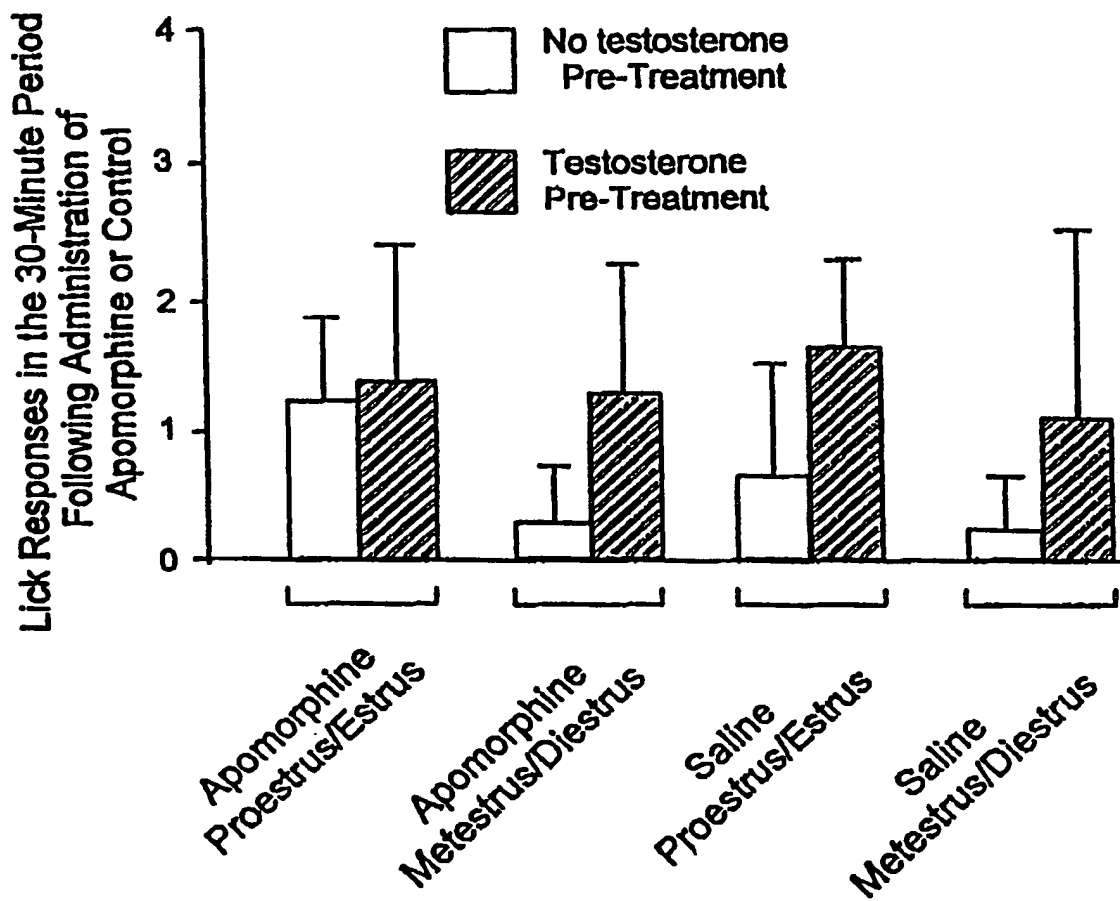 Lick Responses in the 30-Minute Period
Following Administration of
Apomorphine or Control
4
3
2
1
0
No testosterone
Pre-Treatment
Testosterone
Pre-Treatment
Apomorphine
Proestrus/Estrus
Apomorphine
Metestrus/Diestrus
Saline
Proestrus/Estrus
Saline
Metestrus/Diestrus